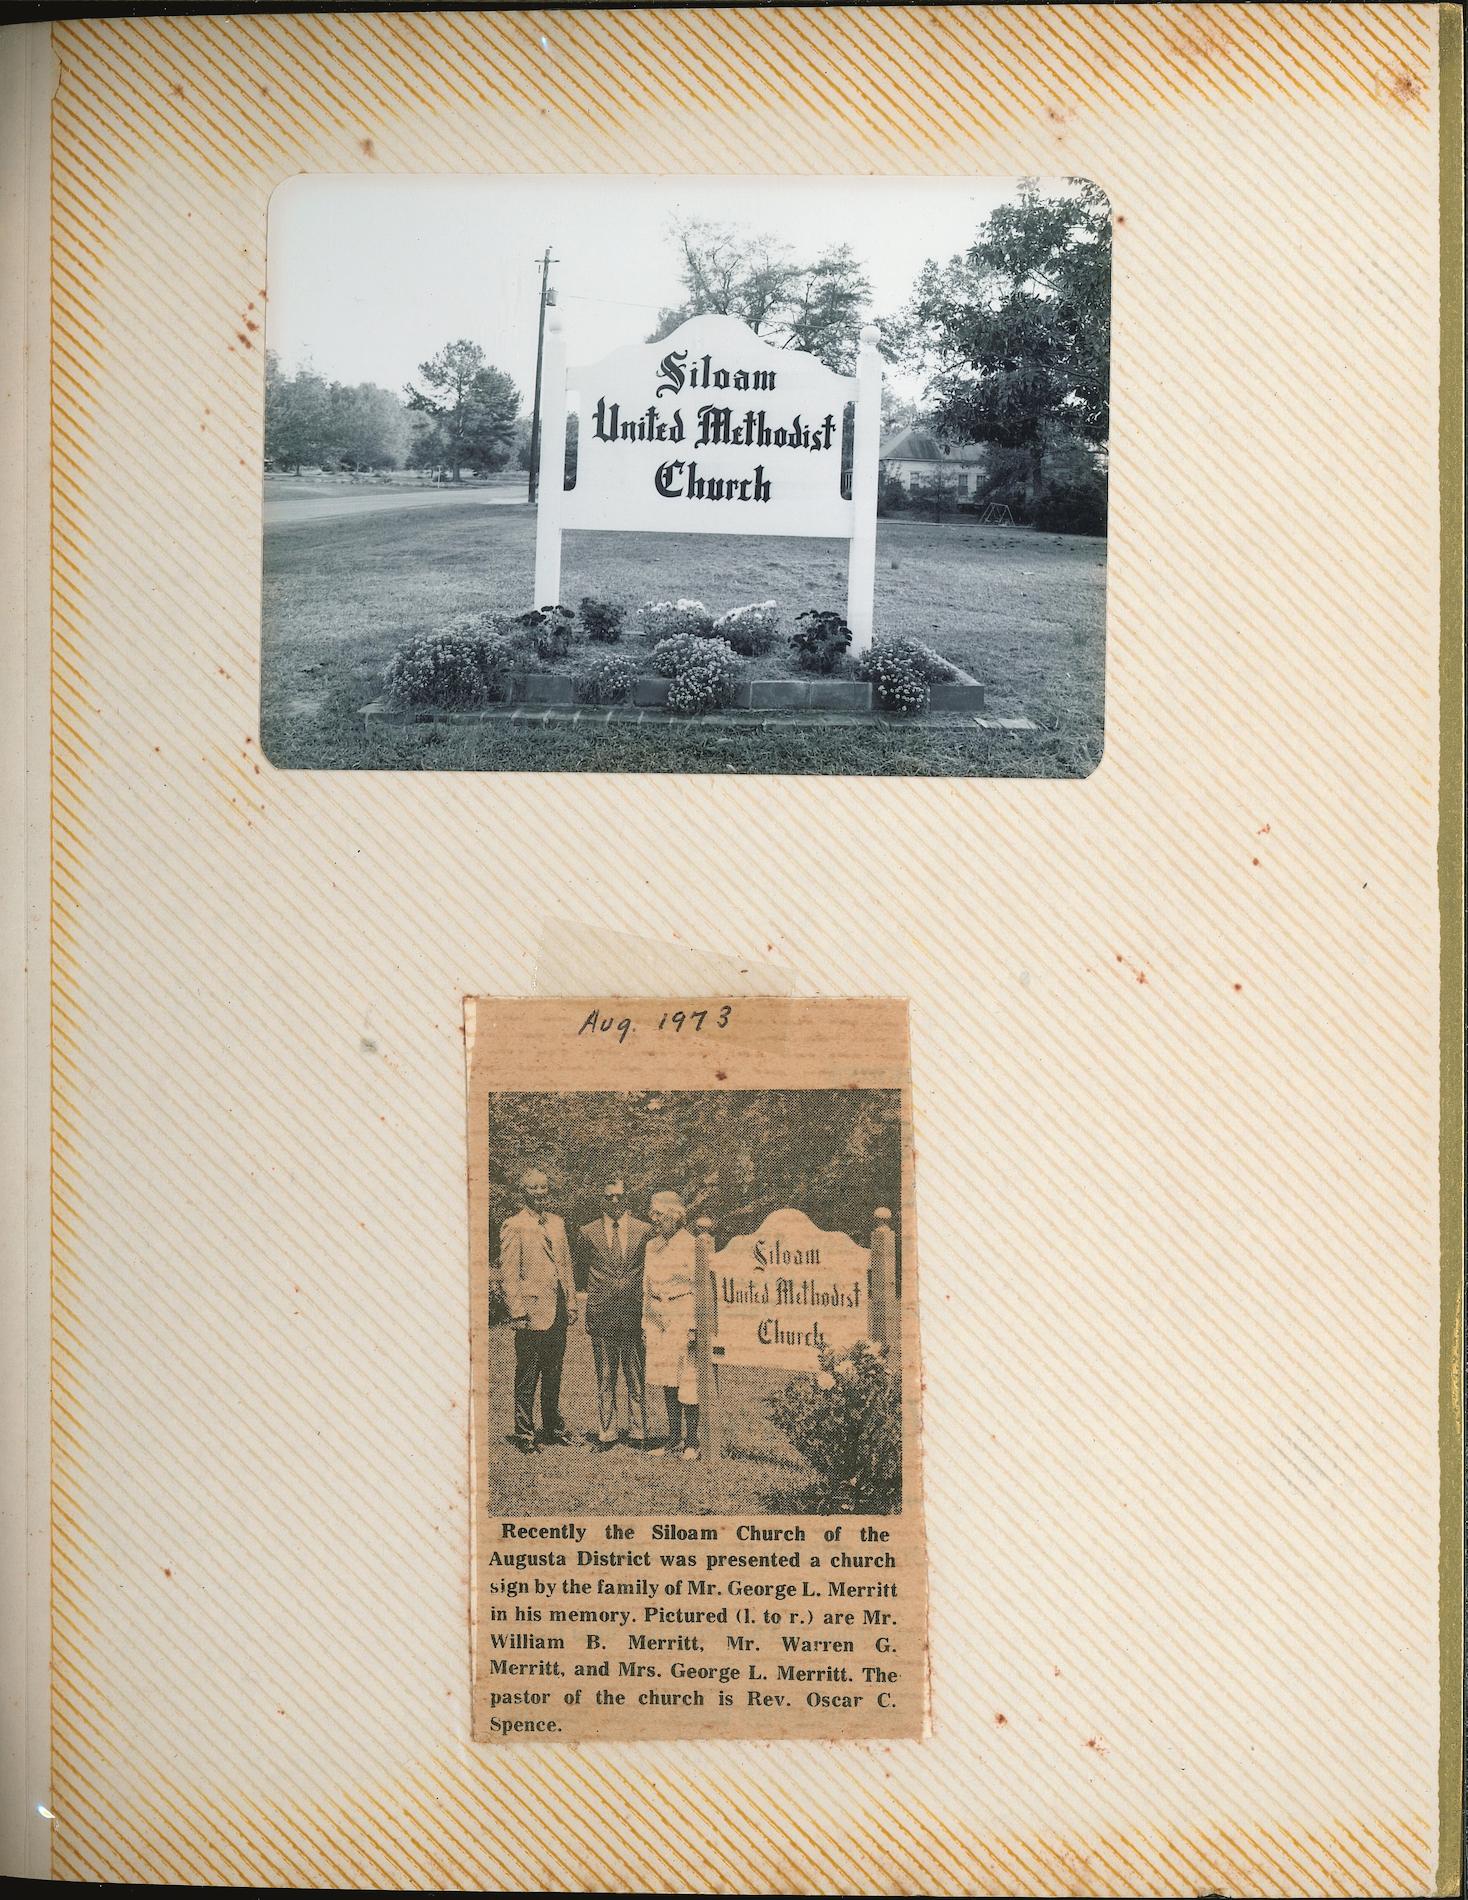 Siloam
United Methodist
Church
Aug. 1973
Siloam
United Methodist
Church
Recently the Siloam Church of the
Augusta District was presented a church
sign by the family of Mr. George L. Merritt
in his memory. Pictured (l. to r.) are Mr.
William B. Merritt, Mr. Warren G.
Merritt, and Mrs. George L. Merritt. The
pastor of the church is Rev. Oscar C.
Spence.